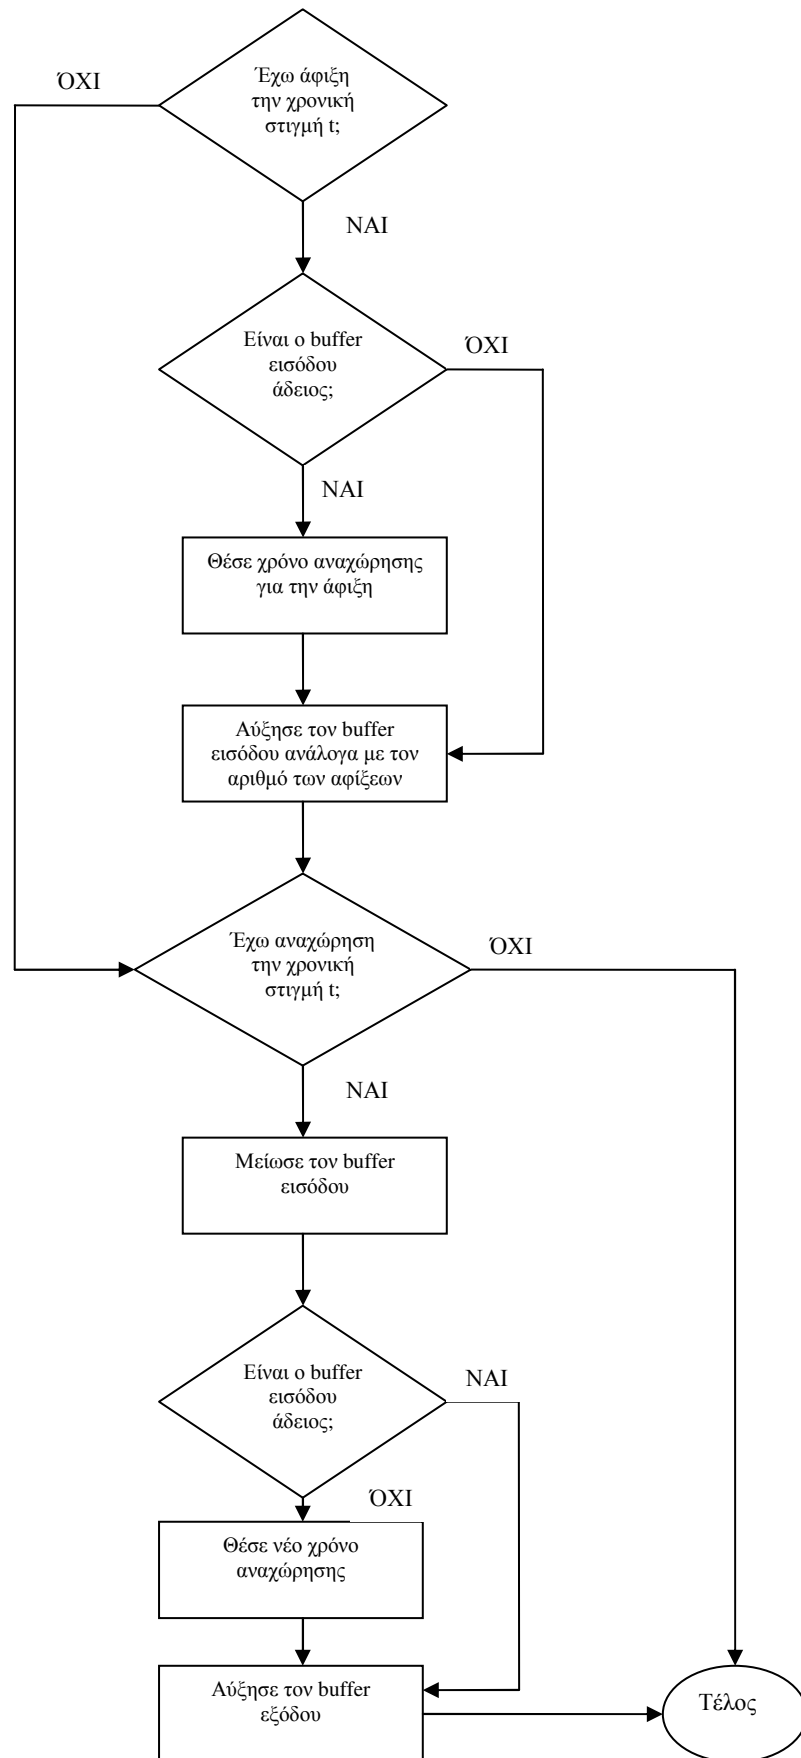 Έχω άφιξη
την χρονική
στιγμή t;
ΌΧΙ
ΝΑΙ
Είναι ο buffer
εισόδου
άδειος;
ΌΧΙ
ΝΑΙ
Θέσε χρόνο αναχώρησης
για την άφιξη
Αύξησε τον buffer
εισόδου ανάλογα με τον
αριθμό των αφίξεων
Έχω αναχώρηση
την χρονική
στιγμή t;
ΌΧΙ
ΝΑΙ
Μείωσε τον buffer
εισόδου
Είναι ο buffer
εισόδου
άδειος;
ΝΑΙ
ΌΧΙ
Θέσε νέο χρόνο
αναχώρησης
Αύξησε τον buffer
εξόδου
Τέλος